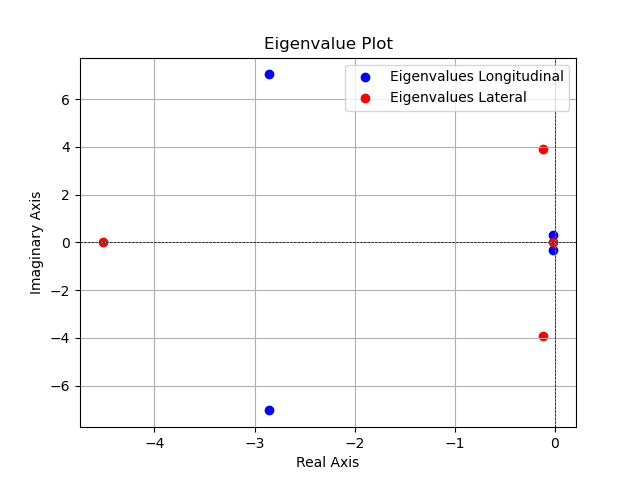 Eigenvalue Plot
Eigenvalues Longitudinal
Eigenvalues Lateral
6
4
2
0
−2
−4
−6
Imaginary Axis
−4 −3 −2 −1 0
Real Axis